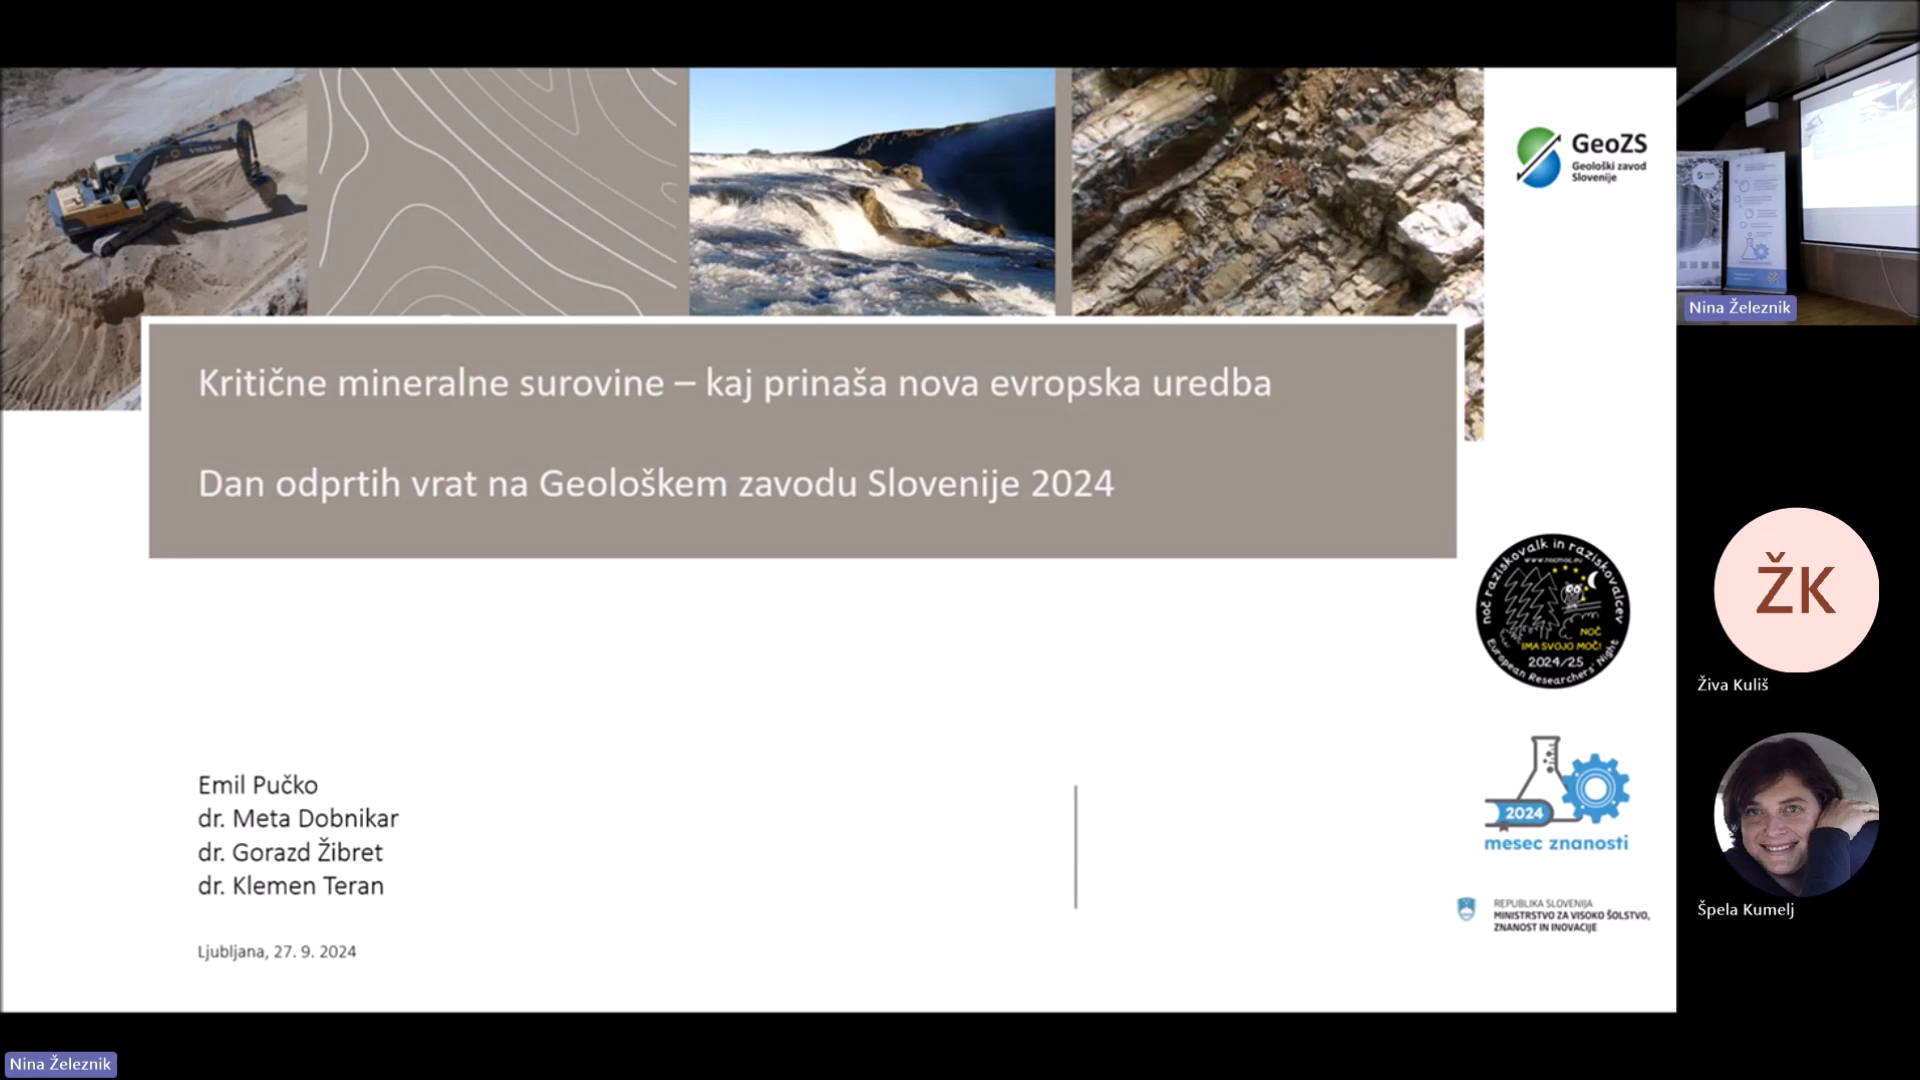 VOLVO
GeoZS
Geološki zavod
Slovenije
Nina Železnik
Kritične mineralne surovine – kaj prinaša nova evropska uredba
Dan odprtih vrat na Geološkem zavodu Slovenije 2024
noč raziskovalk in raziskovalcev
www.nocmoc.eu
NOČ
IMA SVOJO MOČ!
2024/25
European Researchers' Night
ŽK
Živa Kuliš
Emil Pučko
dr. Meta Dobnikar
dr. Gorazd Žibret
dr. Klemen Teran
Ljubljana, 27. 9. 2024
2024
mesec znanosti
REPUBLIKA SLOVENIJA
MINISTRSTVO ZA VISOKO ŠOLSTVO,
ZNANOST IN INOVACIJE
Špela Kumelj
Nina Železnik